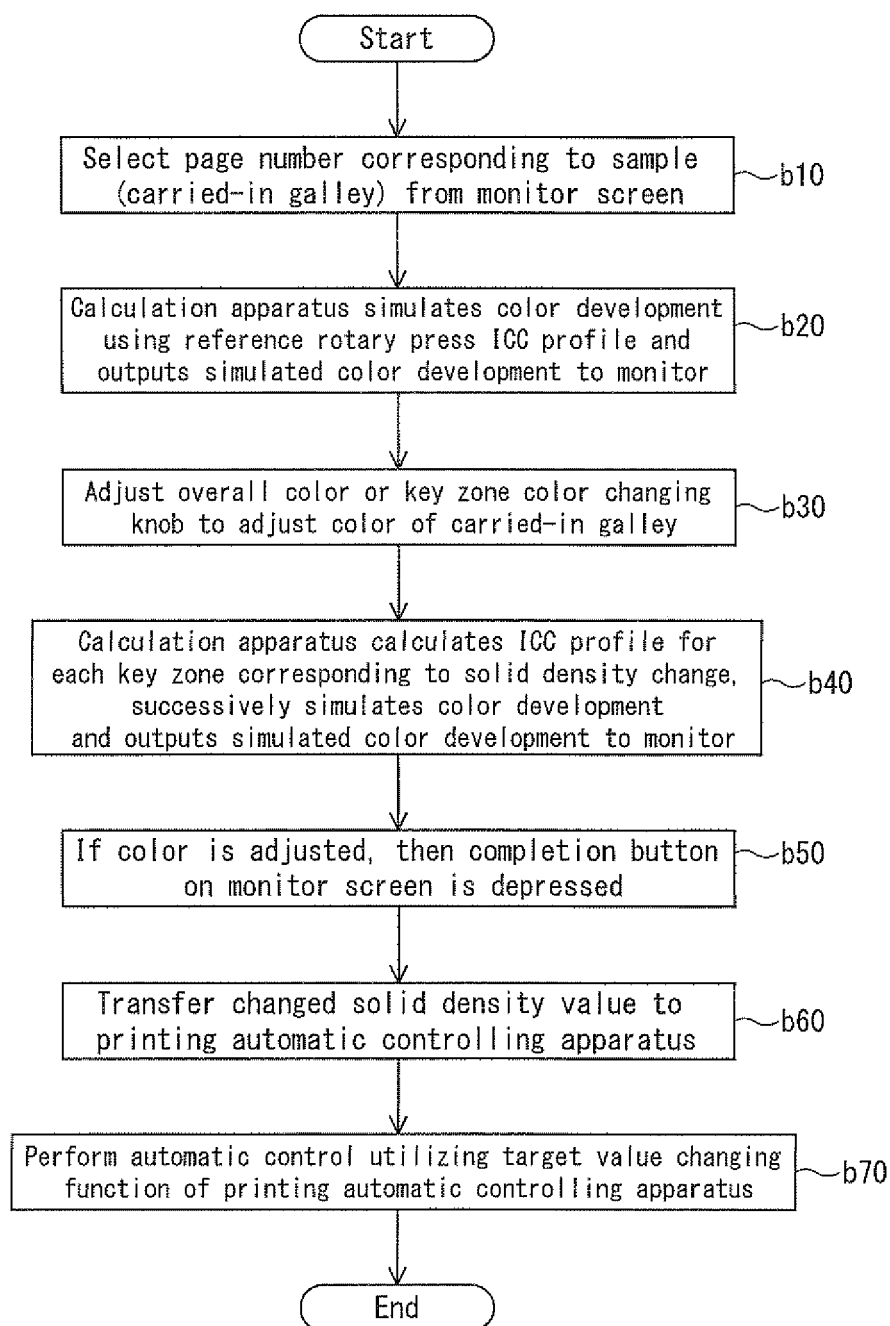 Start
Select page number corresponding to sample
(carried-in galley) from monitor screen
b10
Calculation apparatus simulates color development
using reference rotary press ICC profile and
outputs simulated color development to monitor
b20
Adjust overall color or key zone color changing
knob to adjust color of carried-in galley
b30
Calculation apparatus calculates ICC profile for
each key zone corresponding to solid density change,
successively simulates color development
and outputs simulated color development to monitor
b40
If color is adjusted, then completion button
on monitor screen is depressed
b50
Transfer changed solid density value to
printing automatic controlling apparatus
b60
Perform automatic control utilizing target value changing
function of printing automatic controlling apparatus
b70
End